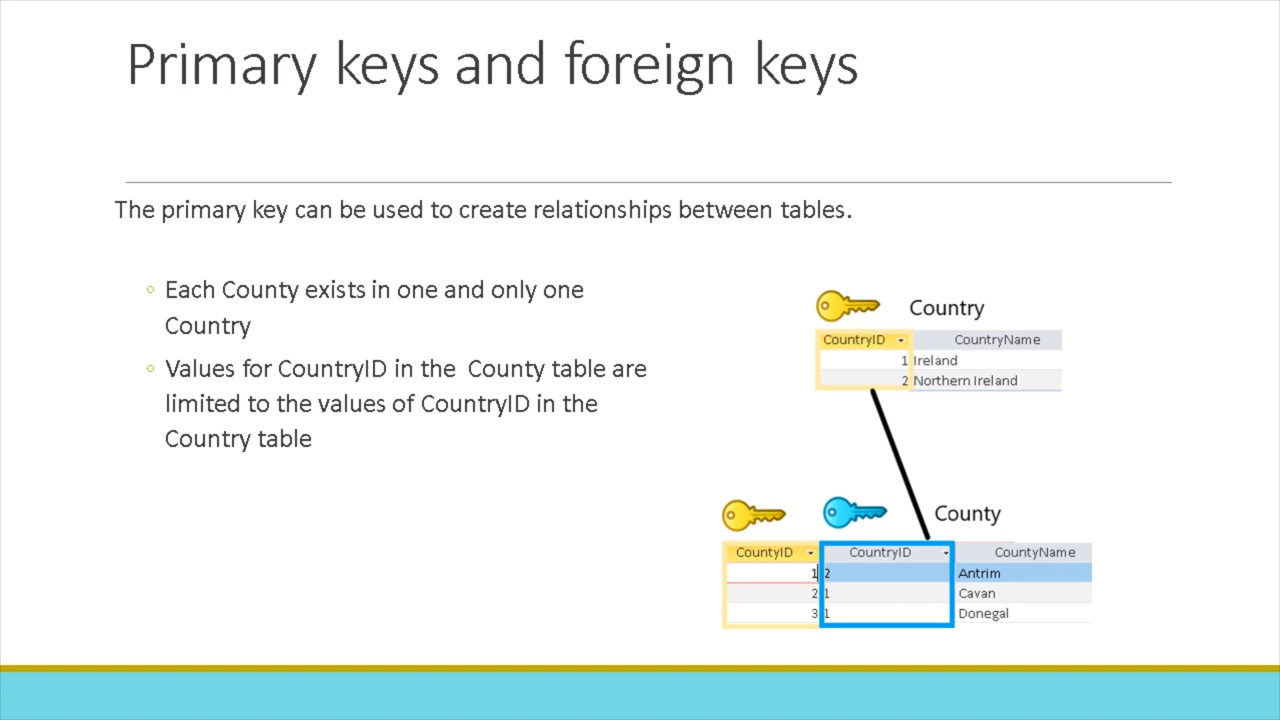 Primary keys and foreign keys
The primary key can be used to create relationships between tables.
◦ Each County exists in one and only one
Country
◦ Values for CountryID in the  County table are
limited to the values of CountryID in the
Country table
Country
CountryID CountryName
1 Ireland
2 Northern Ireland
County
CountyID CountryID CountyName
1 2 Antrim
2 1 Cavan
3 1 Donegal